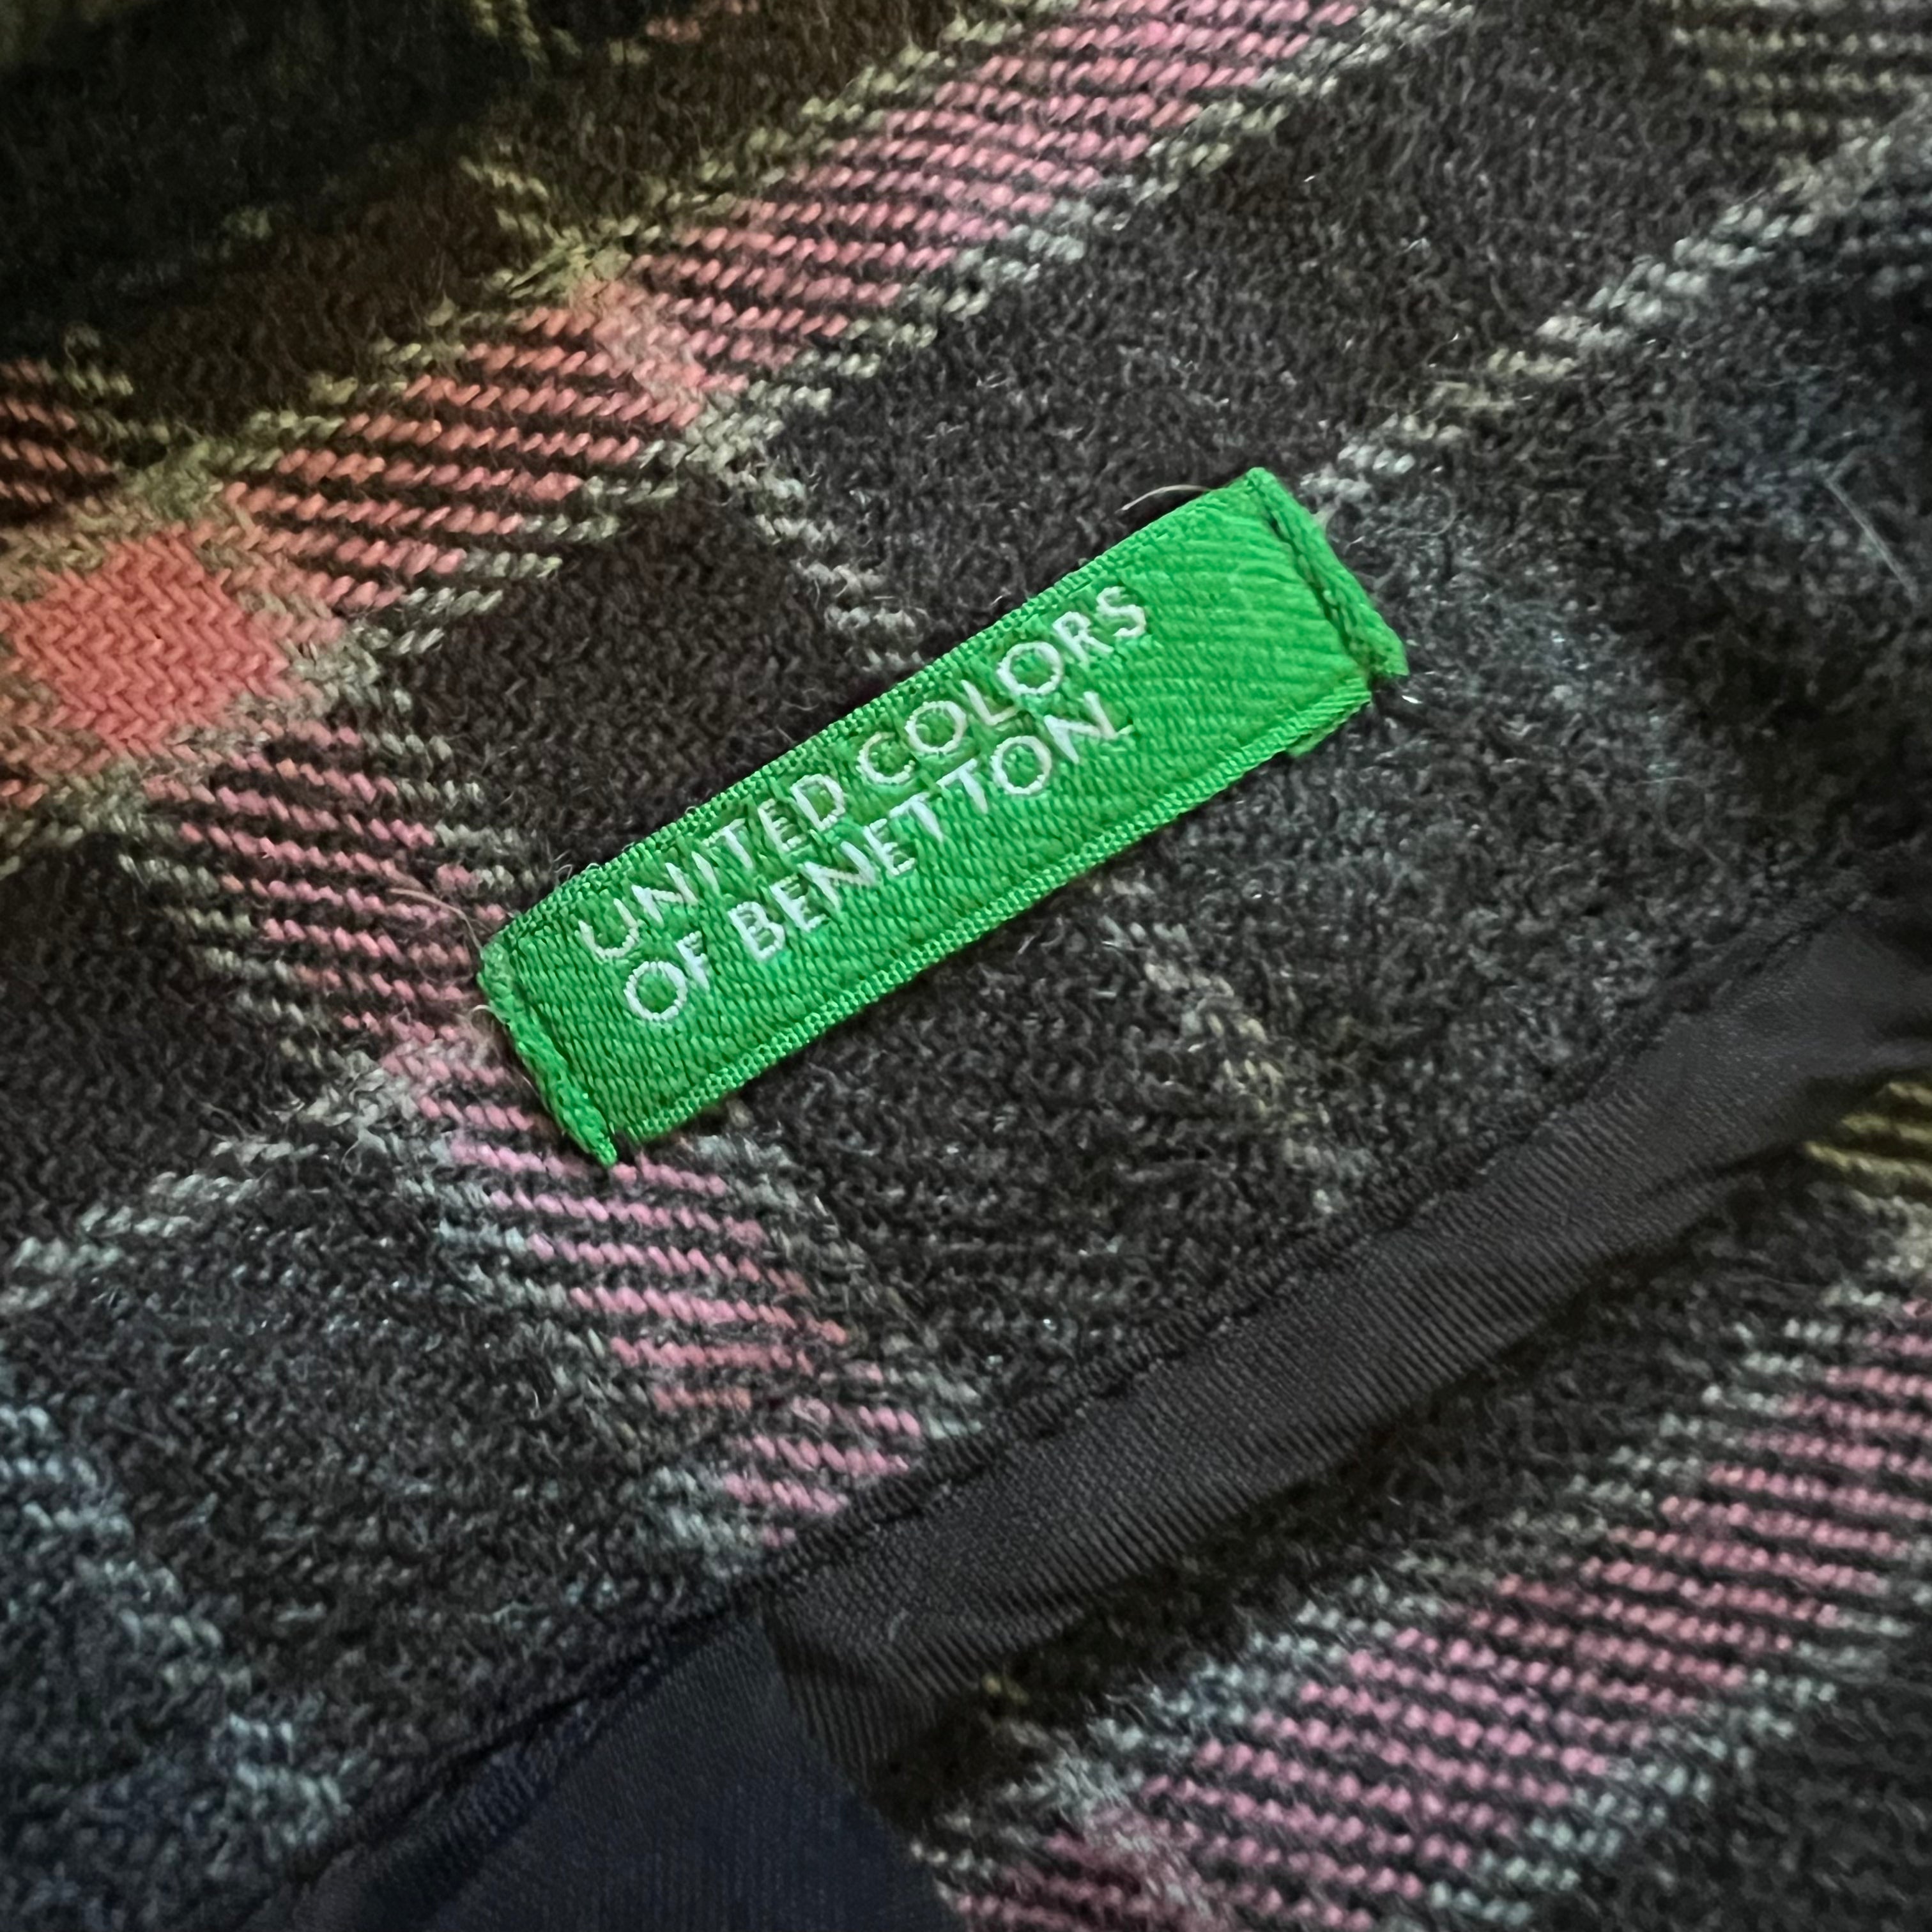 UNITED COLORS
OF BENETTON.